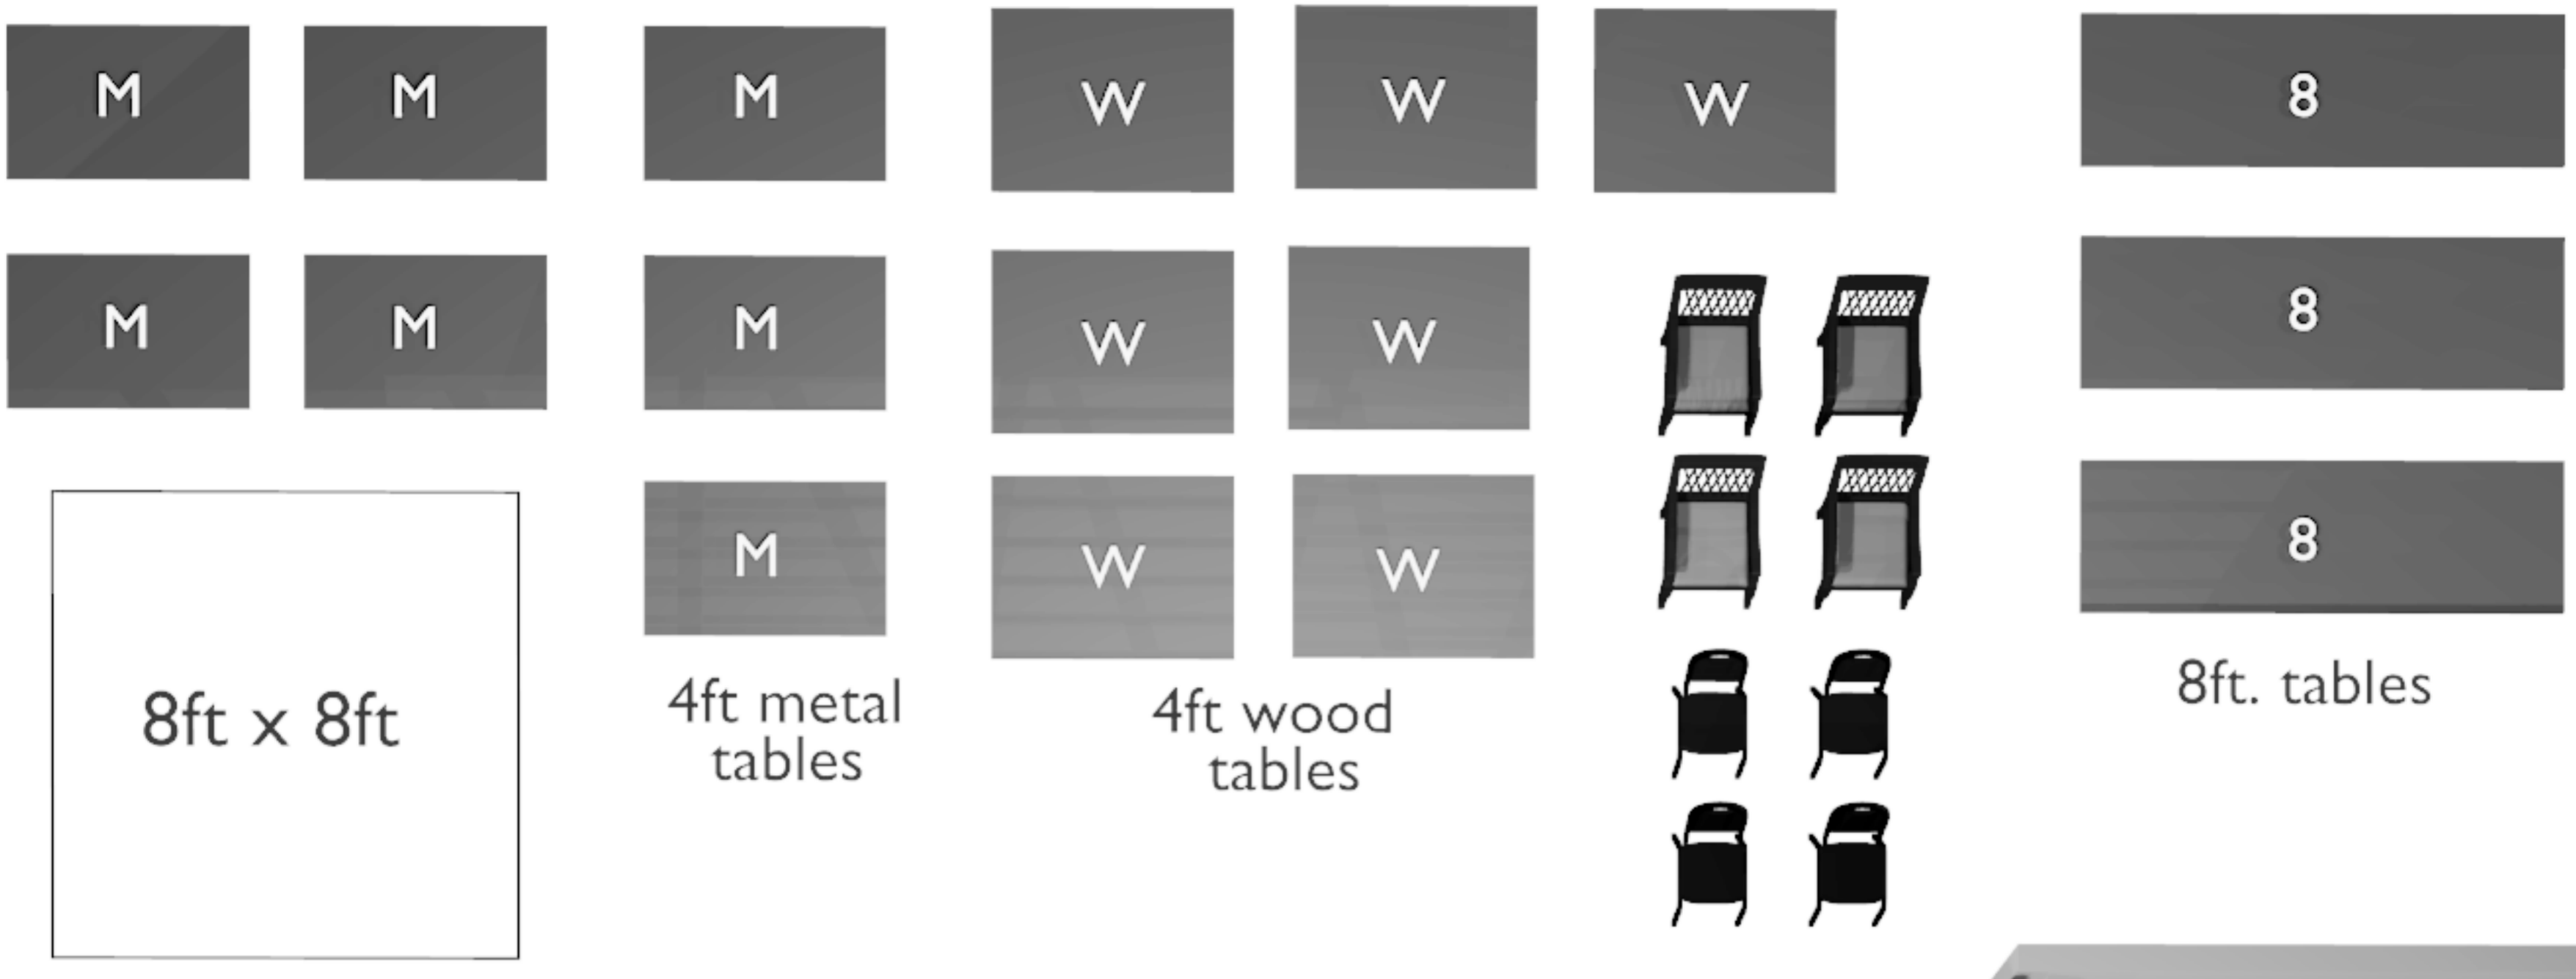 M M M W W W 8
M M M W W 8
M W W 8
8ft x 8ft
4ft metal
tables
4ft wood
tables
8ft. tables